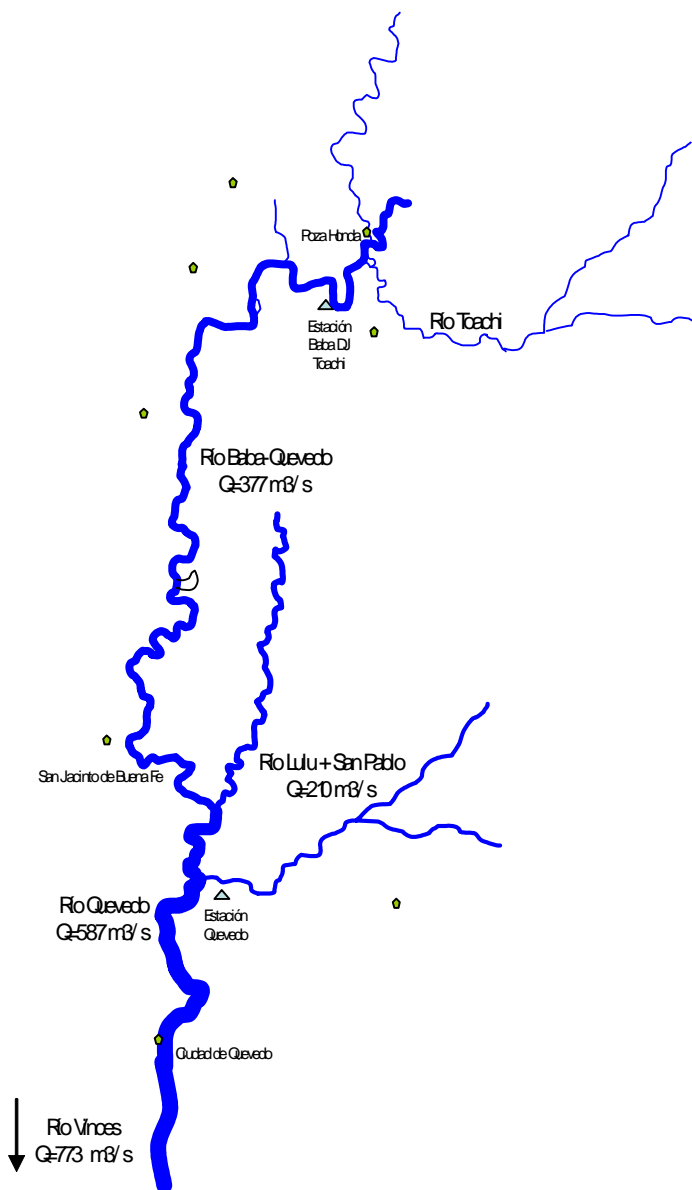 Poza Honda
Río Toachi
Estación
Baba DJ
Toachi
Río Baba-Quevedo
Q=377 m3/s
Río Lulu + San Pablo
Q=210 m3/s
San Jacinto de Buena Fe
Río Quevedo
Q=587 m3/s
Estación
Quevedo
Ciudad de Quevedo
Río Vinces
Q=773 m3/s